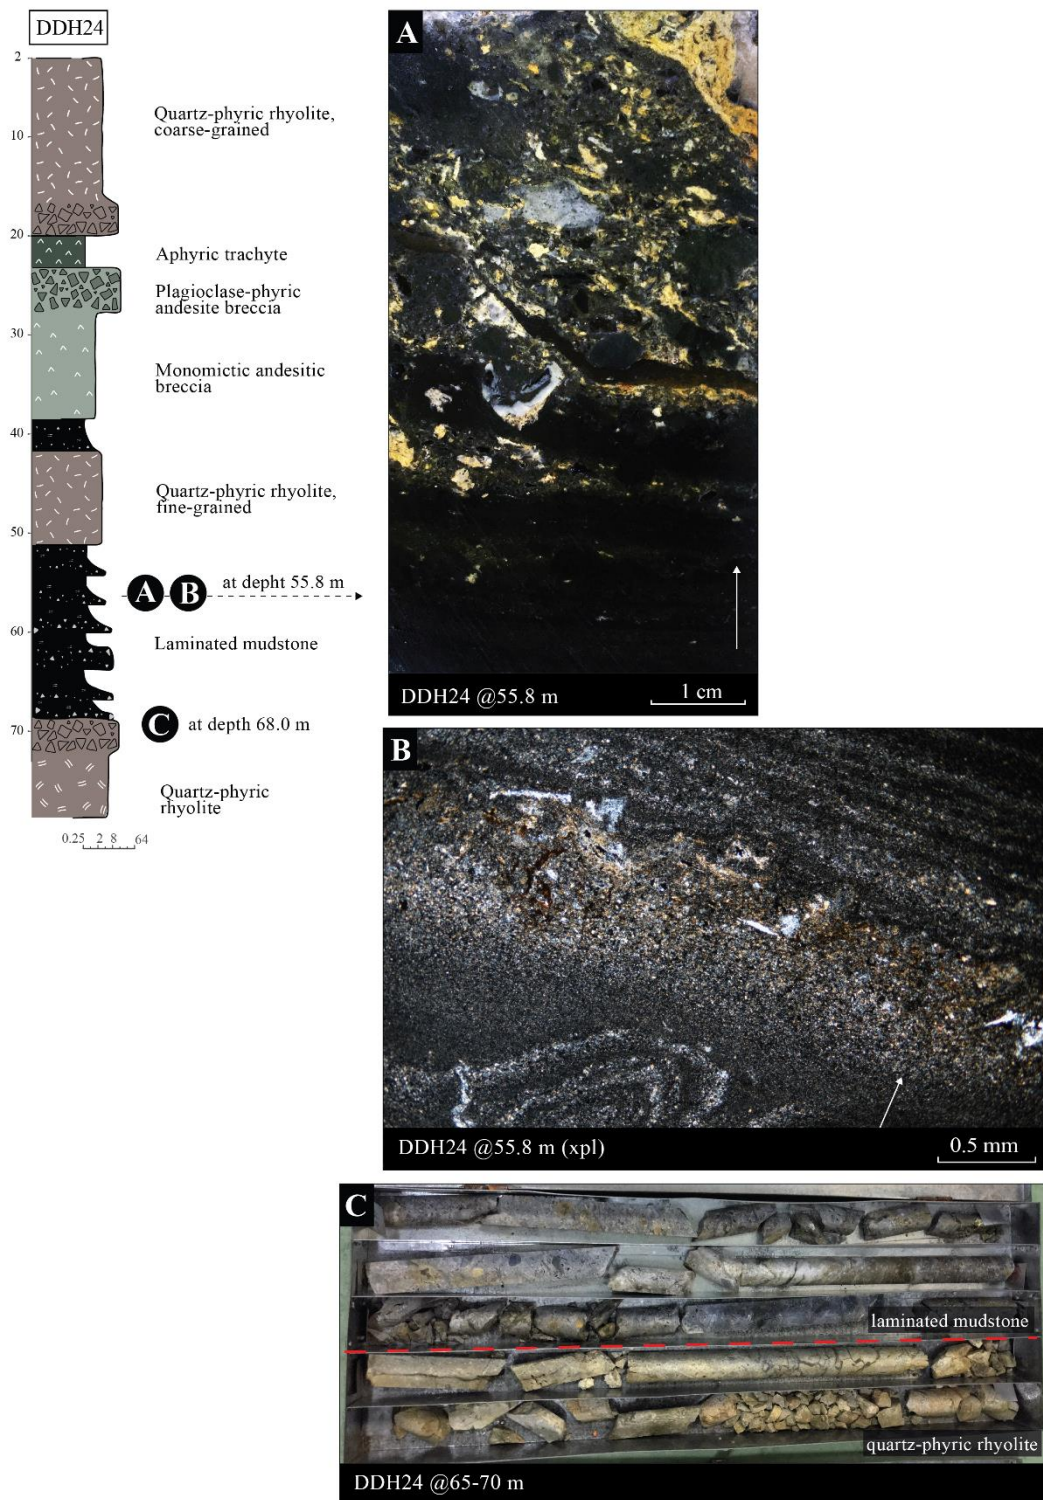 DDH24
2
Quartz-phyric rhyolite,
coarse-grained
10
20
Aphyric trachyte
Plagioclase-phyric
andesite breccia
30
Monomictic andesitic
breccia
40
Quartz-phyric rhyolite,
fine-grained
50
A B at depht 55.8 m
60
Laminated mudstone
C at depth 68.0 m
70
Quartz-phyric
rhyolite
0.25 2 8 64
A
DDH24 @55.8 m 1 cm
B
DDH24 @55.8 m (xpl) 0.5 mm
C
laminated mudstone
quartz-phyric rhyolite
DDH24 @65-70 m